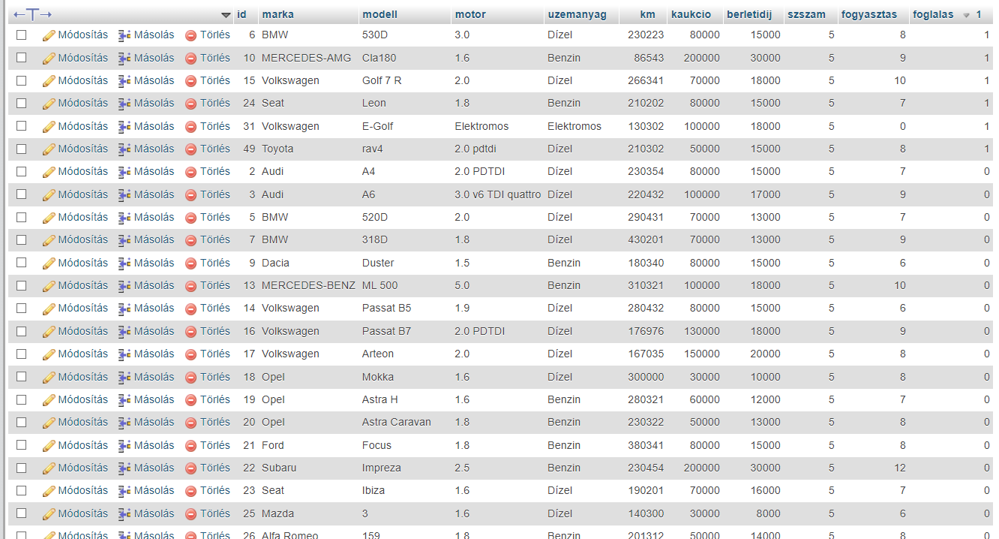 id marka modell motor uzemanyag km kaukcio berletidij szszam fogyasztas foglalas 1
Módosítás Másolás Törlés 6 BMW 530D 3.0 Dízel 230223 80000 15000 5 8 1
Módosítás Másolás Törlés 10 MERCEDES-AMG Cla180 1.6 Benzin 86543 200000 30000 5 9 1
Módosítás Másolás Törlés 15 Volkswagen Golf 7 R 2.0 Dízel 266341 70000 18000 5 10 1
Módosítás Másolás Törlés 24 Seat Leon 1.8 Benzin 210202 80000 15000 5 7 1
Módosítás Másolás Törlés 31 Volkswagen E-Golf Elektromos Elektromos 130302 100000 18000 5 0 1
Módosítás Másolás Törlés 49 Toyota rav4 2.0 pdtdi Dízel 210302 50000 15000 5 8 1
Módosítás Másolás Törlés 2 Audi A4 2.0 PDTDI Dízel 230354 80000 15000 5 7 0
Módosítás Másolás Törlés 3 Audi A6 3.0 v6 TDI quattro Dízel 220432 100000 17000 5 9 0
Módosítás Másolás Törlés 5 BMW 520D 2.0 Dízel 290431 70000 13000 5 7 0
Módosítás Másolás Törlés 7 BMW 318D 1.8 Dízel 430201 70000 13000 5 9 0
Módosítás Másolás Törlés 9 Dacia Duster 1.5 Benzin 180340 80000 15000 5 6 0
Módosítás Másolás Törlés 13 MERCEDES-BENZ ML 500 5.0 Benzin 310321 100000 18000 5 10 0
Módosítás Másolás Törlés 14 Volkswagen Passat B5 1.9 Dízel 280432 80000 15000 5 6 0
Módosítás Másolás Törlés 16 Volkswagen Passat B7 2.0 PDTDI Dízel 176976 130000 18000 5 9 0
Módosítás Másolás Törlés 17 Volkswagen Arteon 2.0 Dízel 167035 150000 20000 5 8 0
Módosítás Másolás Törlés 18 Opel Mokka 1.6 Dízel 300000 30000 10000 5 8 0
Módosítás Másolás Törlés 19 Opel Astra H 1.6 Benzin 280321 60000 12000 5 7 0
Módosítás Másolás Törlés 20 Opel Astra Caravan 1.8 Benzin 230322 50000 13000 5 8 0
Módosítás Másolás Törlés 21 Ford Focus 1.8 Benzin 380341 80000 15000 5 8 0
Módosítás Másolás Törlés 22 Subaru Impreza 2.5 Benzin 230454 200000 30000 5 12 0
Módosítás Másolás Törlés 23 Seat Ibiza 1.6 Dízel 190201 70000 16000 5 7 0
Módosítás Másolás Törlés 25 Mazda 3 1.6 Dízel 140300 30000 8000 5 6 0
Módosítás Másolás Törlés 26 Alfa Romeo 159 1.8 Benzin 201312 50000 14000 5 8 0